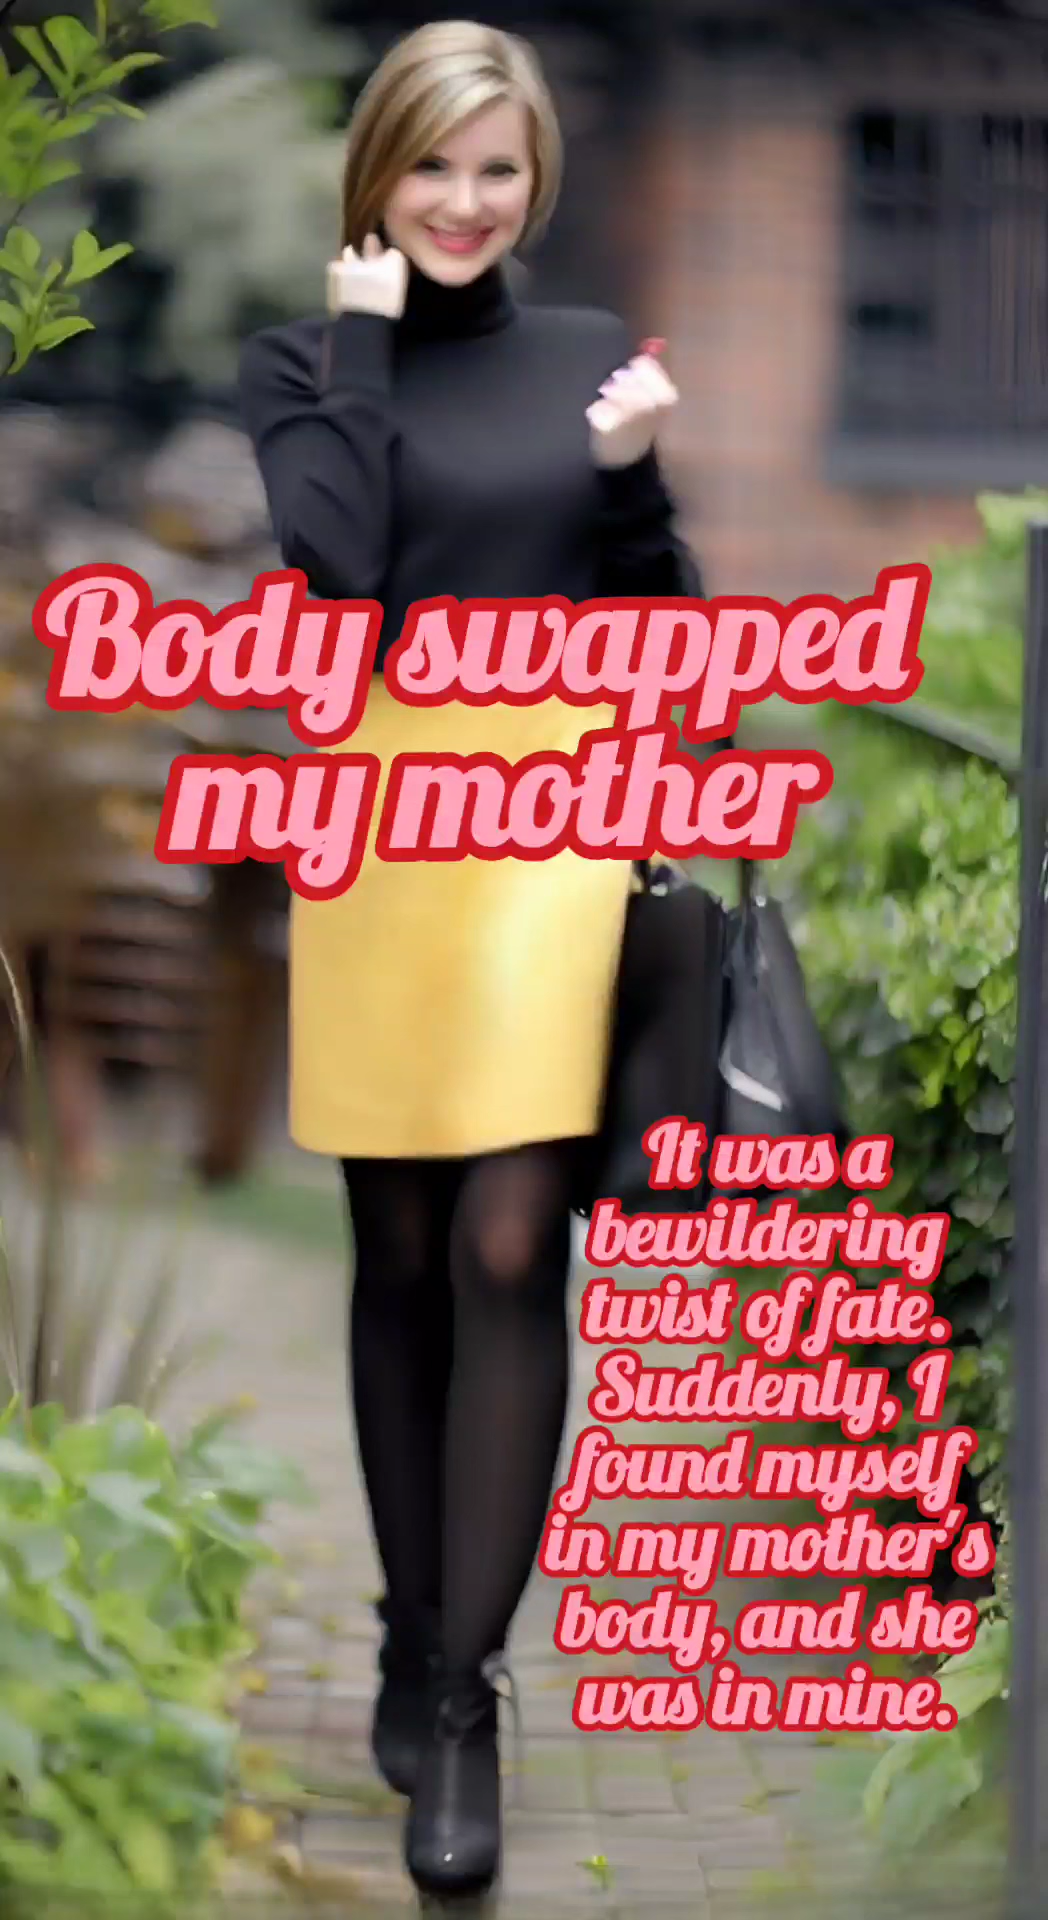 Body swapped
my mother
It was a
bewildering
twist of fate.
Suddenly, I
found myself
in my mother's
body, and she
was in mine.